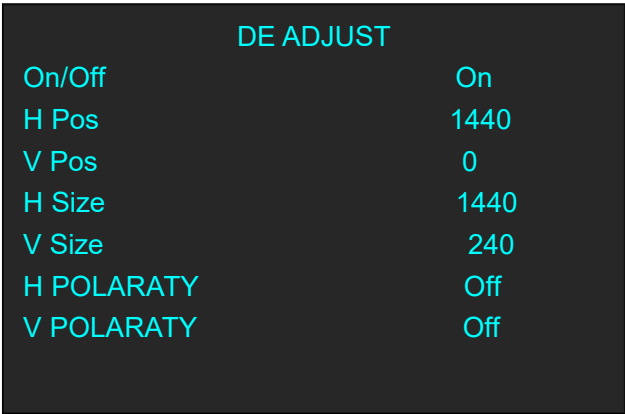 DE ADJUST
On/Off On
H Pos 1440
V Pos 0
H Size 1440
V Size 240
H POLARATY Off
V POLARATY Off